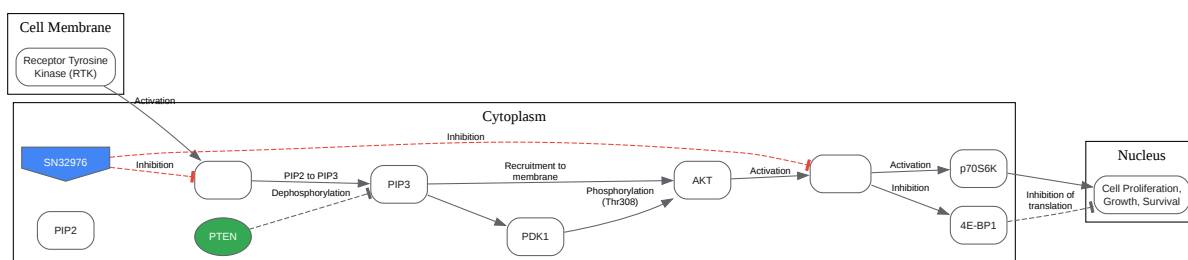 Cell Membrane
Receptor Tyrosine
Kinase (RTK)
Activation
Cytoplasm
SN32976
Inhibition
Inhibition
PIP2 to PIP3
Dephosphorylation
PIP2
PTEN
PIP3
Recruitment to
membrane
Phosphorylation
(Thr308)
PDK1
AKT
Activation
Activation
Inhibition
p70S6K
4E-BP1
Inhibition of
translation
Nucleus
Cell Proliferation,
Growth, Survival